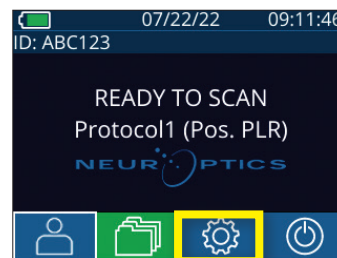 07/22/22 09:11:46
ID: ABC123
READY TO SCAN
Protocol1 (Pos. PLR)
NEUROPTICS